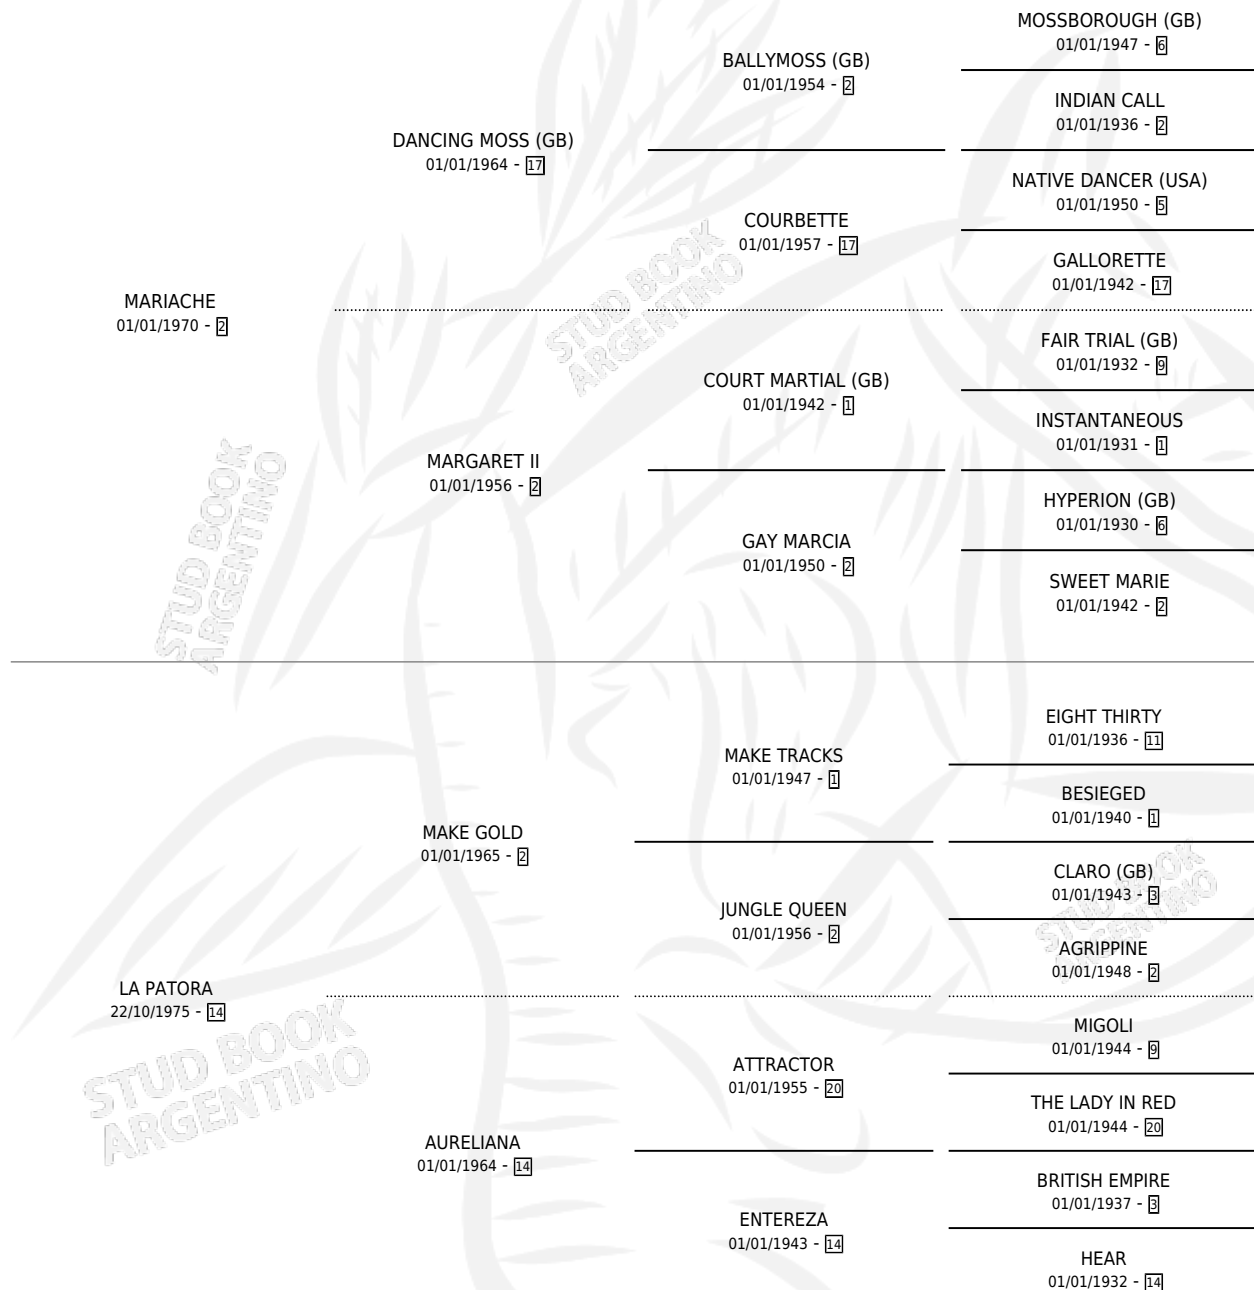 MOSSBOROUGH (GB)
01/01/1947 - 6
BALLYMOSS (GB)
01/01/1954 - 2
INDIAN CALL
01/01/1936 - 2
DANCING MOSS (GB)
01/01/1964 - 17
NATIVE DANCER (USA)
01/01/1950 - 5
COURBETTE
01/01/1957 - 17
GALLORETTE
01/01/1942 - 17
MARIACHE
01/01/1970 - 2
STUD BOOK
ARGENTINO
FAIR TRIAL (GB)
01/01/1932 - 9
COURT MARTIAL (GB)
01/01/1942 - 1
INSTANTANEOUS
01/01/1931 - 1
MARGARET II
01/01/1956 - 2
HYPERION (GB)
01/01/1930 - 6
GAY MARCIA
01/01/1950 - 2
SWEET MARIE
01/01/1942 - 2
STUD BOOK
ARGENTINO
EIGHT THIRTY
01/01/1936 - 11
MAKE TRACKS
01/01/1947 - 1
BESIEGED
01/01/1940 - 1
MAKE GOLD
01/01/1965 - 2
CLARO (GB)
01/01/1943 - 3
JUNGLE QUEEN
01/01/1956 - 2
AGRIPPINE
01/01/1948 - 2
STUD BOOK
ARGENTINO
LA PATORA
22/10/1975 - 14
MIGOLI
01/01/1944 - 9
ATTRACTOR
01/01/1955 - 20
THE LADY IN RED
01/01/1944 - 20
STUD BOOK
ARGENTINO
AURELIANA
01/01/1964 - 14
BRITISH EMPIRE
01/01/1937 - 3
ENTEREZA
01/01/1943 - 14
HEAR
01/01/1932 - 14